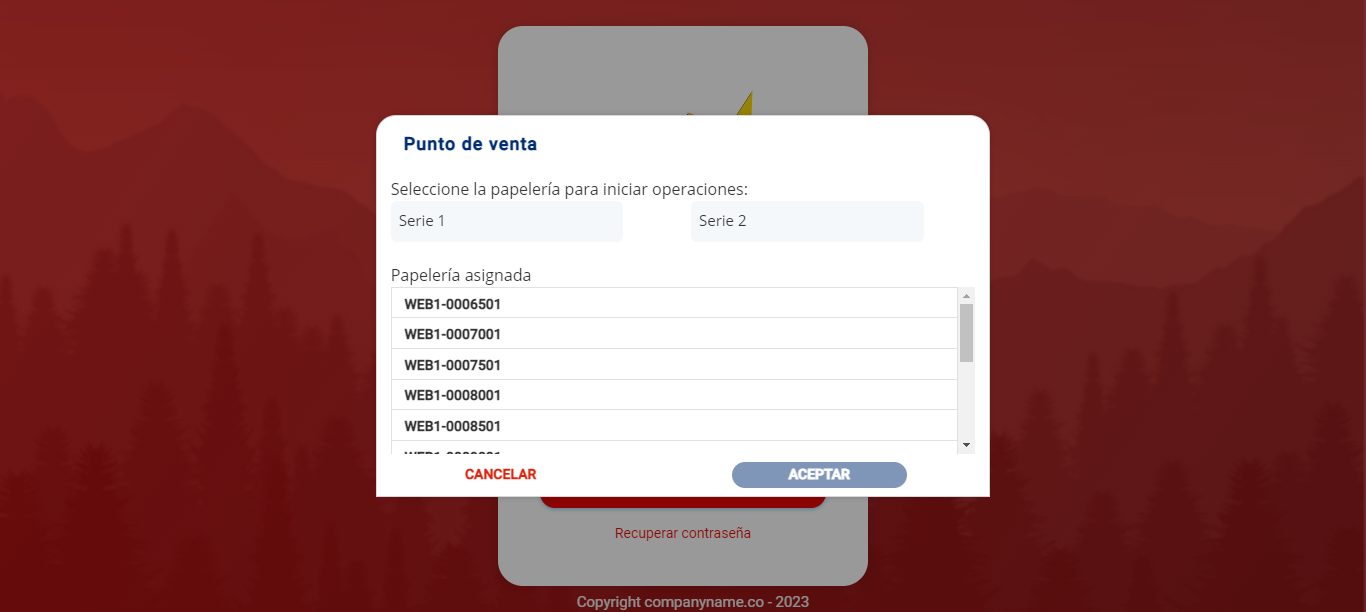 Punto de venta
Seleccione la papelería para iniciar operaciones:
Serie 1
Serie 2
Papelería asignada
WEB1-0006501
WEB1-0007001
WEB1-0007501
WEB1-0008001
WEB1-0008501
CANCELAR
ACEPTAR
Recuperar contraseña
Copyright companyname.co - 2023